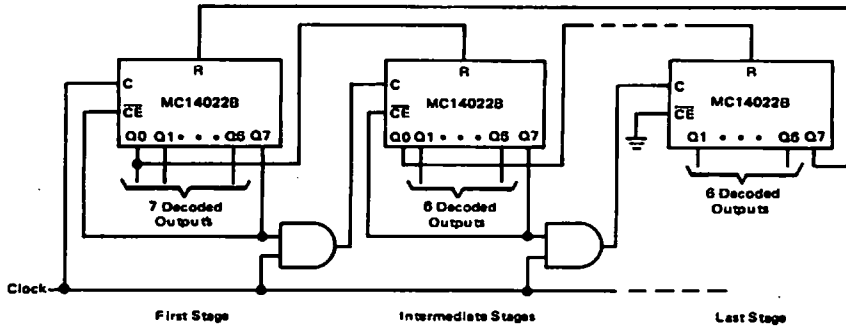 R
R
R
C
MC14022B
CE
Q0 Q1 • • • Q6 Q7
C
MC14022B
CE
Q0 Q1 • • • Q6 Q7
C
MC14022B
CE
Q1 • • • Q6 Q7
7 Decoded
Outputs
6 Decoded
Outputs
6 Decoded
Outputs
Clock
First Stage
Intermediate Stages
Last Stage